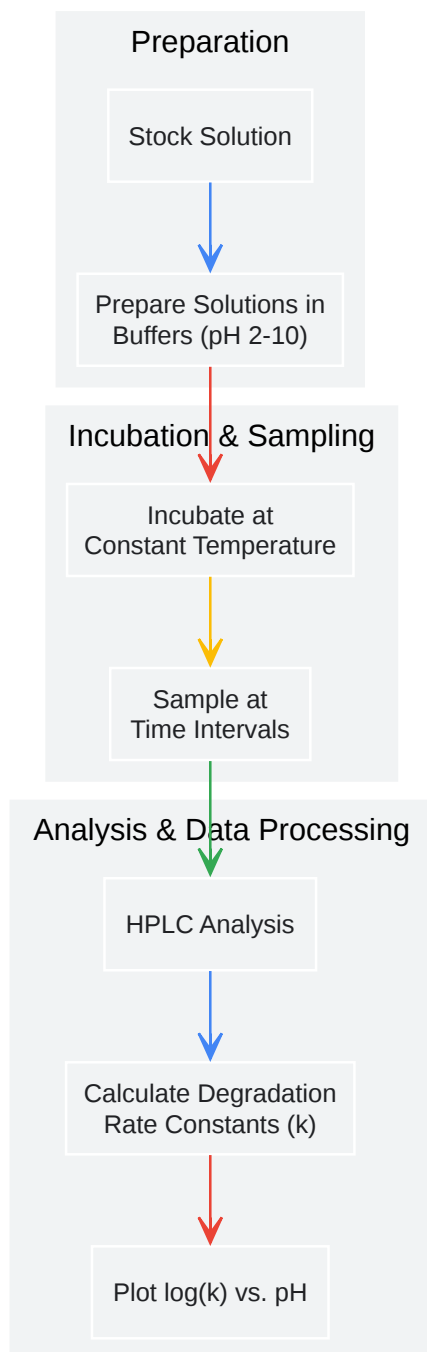 Preparation
Stock Solution
Prepare Solutions in
Buffers (pH 2-10)
Incubation & Sampling
Incubate at
Constant Temperature
Sample at
Time Intervals
Analysis & Data Processing
HPLC Analysis
Calculate Degradation
Rate Constants (k)
Plot log(k) vs. pH